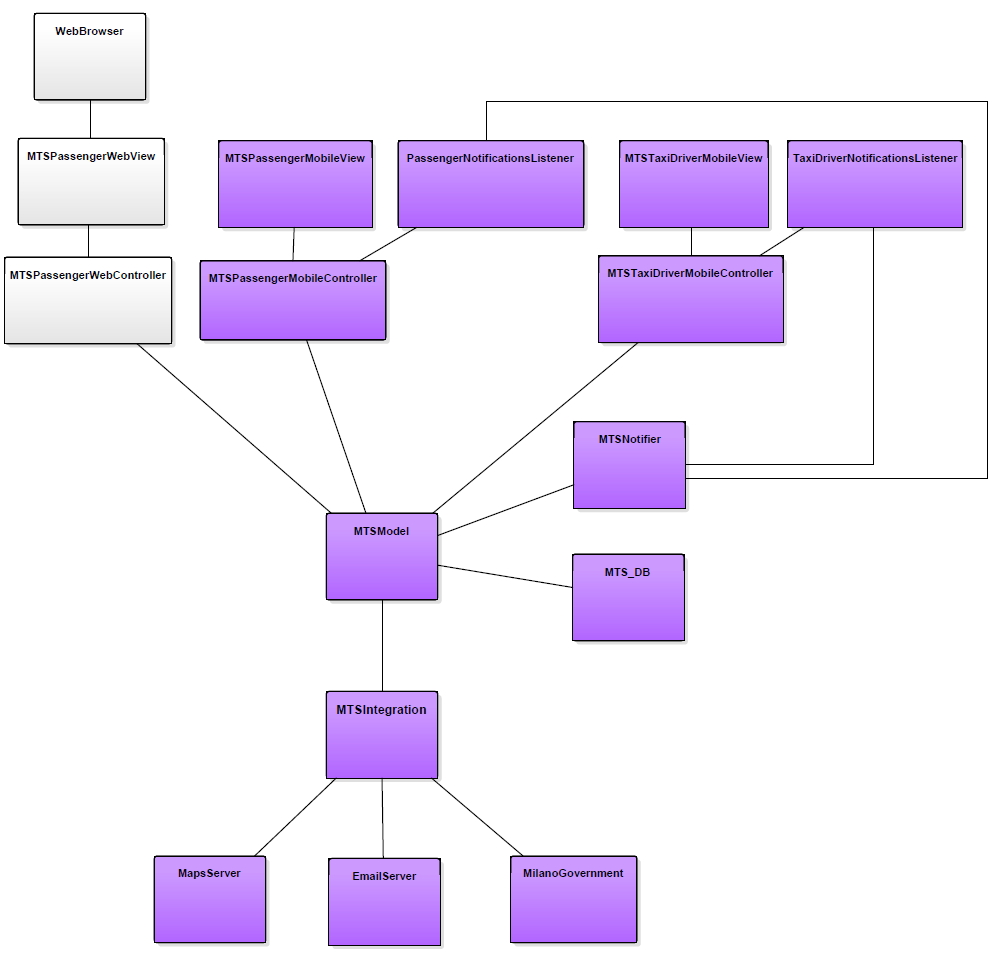 WebBrowser
MTSPassengerWebView
MTSPassengerMobileView
PassengerNotificationsListener
MTSTaxiDriverMobileView
TaxiDriverNotificationsListener
MTSPassengerWebController
MTSPassengerMobileController
MTSTaxiDriverMobileController
MTSNotifier
MTSModel
MTS_DB
MTSIntegration
MapsServer
EmailServer
MilanoGovernment